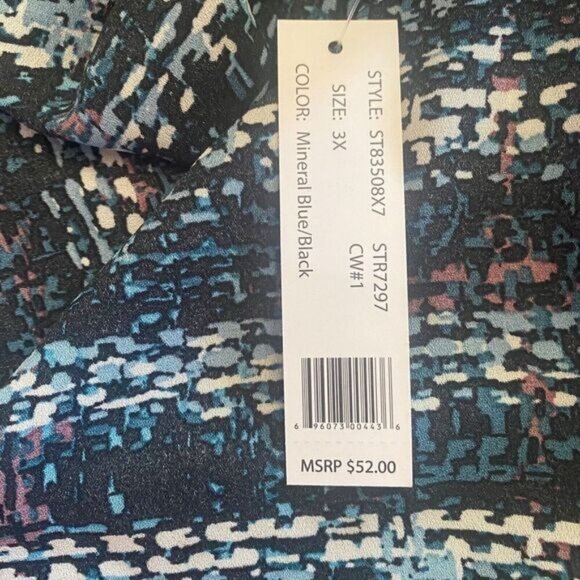 STYLE: ST83508X7 STR7297
SIZE: 3X CW#1
COLOR: Mineral Blue/Black
6 96073 00443 6
MSRP $52.00